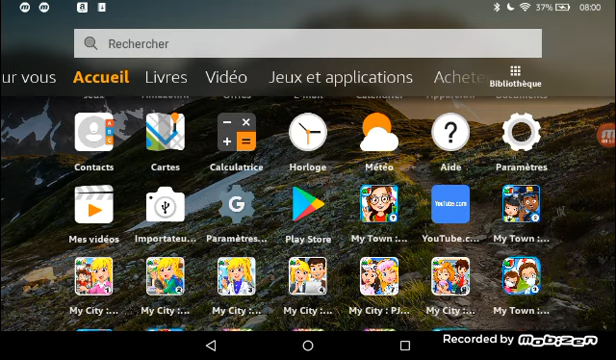 37% 08:00
Rechercher
ur vous Accueil Livres Vidéo Jeux et applications Achete
Bibliothèque
Contacts Cartes Calculatrice Horloge Météo Aide Paramètres
Mes vidéos Importateu... Paramètres... Play Store My Town :... YouTube.c... My Town :...
YouTube.com
My City :... My City :... My City :... My City :... My City : PJ... My City :... My Town :...
Recorded by mobizen